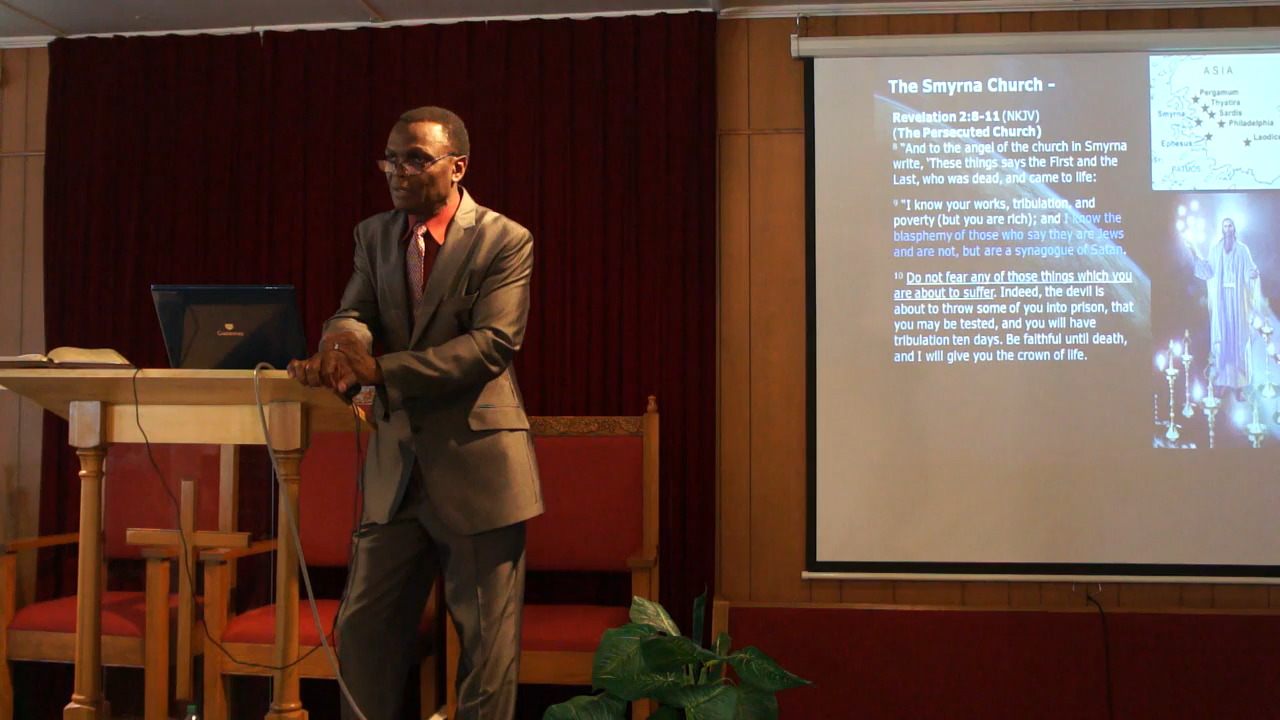 The Smyrna Church –
Revelation 2:8-11 (NKJV)
(The Persecuted Church)
8 "And to the angel of the church in Smyrna
write, 'These things says the First and the
Last, who was dead, and came to life:
9 "I know your works, tribulation, and
poverty (but you are rich); and I know the
blasphemy of those who say they are Jews
and are not, but are a synagogue of Satan.
10 Do not fear any of those things which you
are about to suffer. Indeed, the devil is
about to throw some of you into prison, that
you may be tested, and you will have
tribulation ten days. Be faithful until death,
and I will give you the crown of life.
ASIA
Pergamum
Thyatira
Smyrna
Sardis
Philadelphia
Ephesus
Laodice
PATMOS